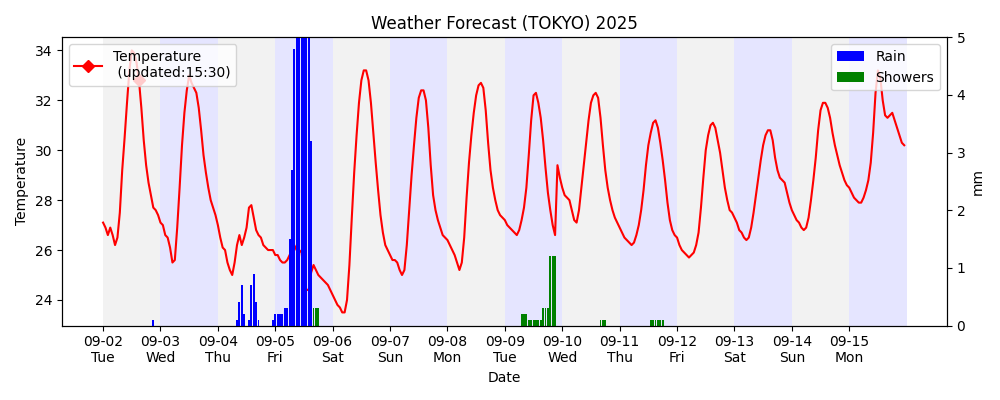 Weather Forecast (TOKYO) 2025
Temperature
(updated:15:30)
Rain
Showers
34
32
30
28
26
24
Temperature
5
4
3
2
1
0
mm
09-02 09-03 09-04 09-05 09-06 09-07 09-08 09-09 09-10 09-11 09-12 09-13 09-14 09-15
Tue Wed Thu Fri Sat Sun Mon Tue Wed Thu Fri Sat Sun Mon
Date